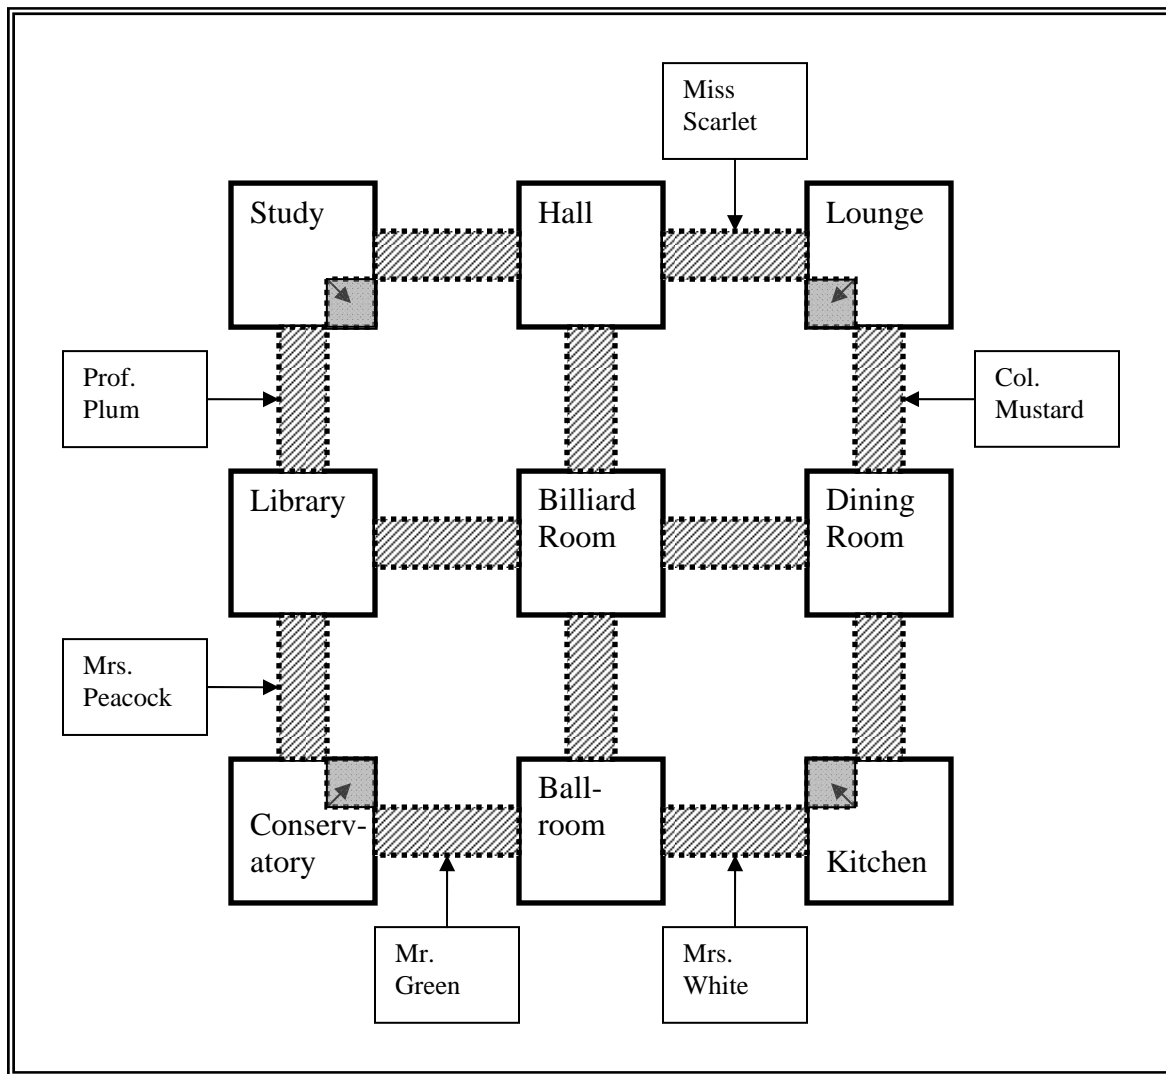 Miss
Scarlet
Study
Hall
Lounge
Prof.
Plum
Col.
Mustard
Library
Billiard
Room
Dining
Room
Mrs.
Peacock
Conserv-
atory
Ball-
room
Kitchen
Mr.
Green
Mrs.
White